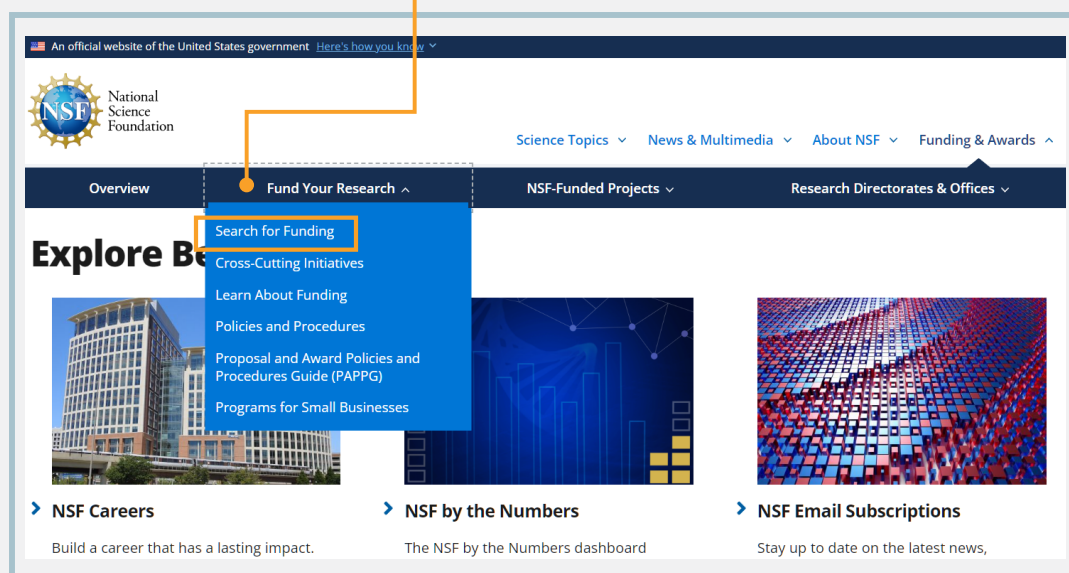 An official website of the United States government Here's how you know
NSF
National
Science
Foundation
Science Topics
News & Multimedia
About NSF
Funding & Awards
Overview
Fund Your Research
NSF-Funded Projects
Research Directorates & Offices
Search for Funding
Cross-Cutting Initiatives
Learn About Funding
Policies and Procedures
Proposal and Award Policies and
Procedures Guide (PAPPG)
Programs for Small Businesses
Explore Be
NSF Careers
Build a career that has a lasting impact.
NSF by the Numbers
The NSF by the Numbers dashboard
NSF Email Subscriptions
Stay up to date on the latest news,